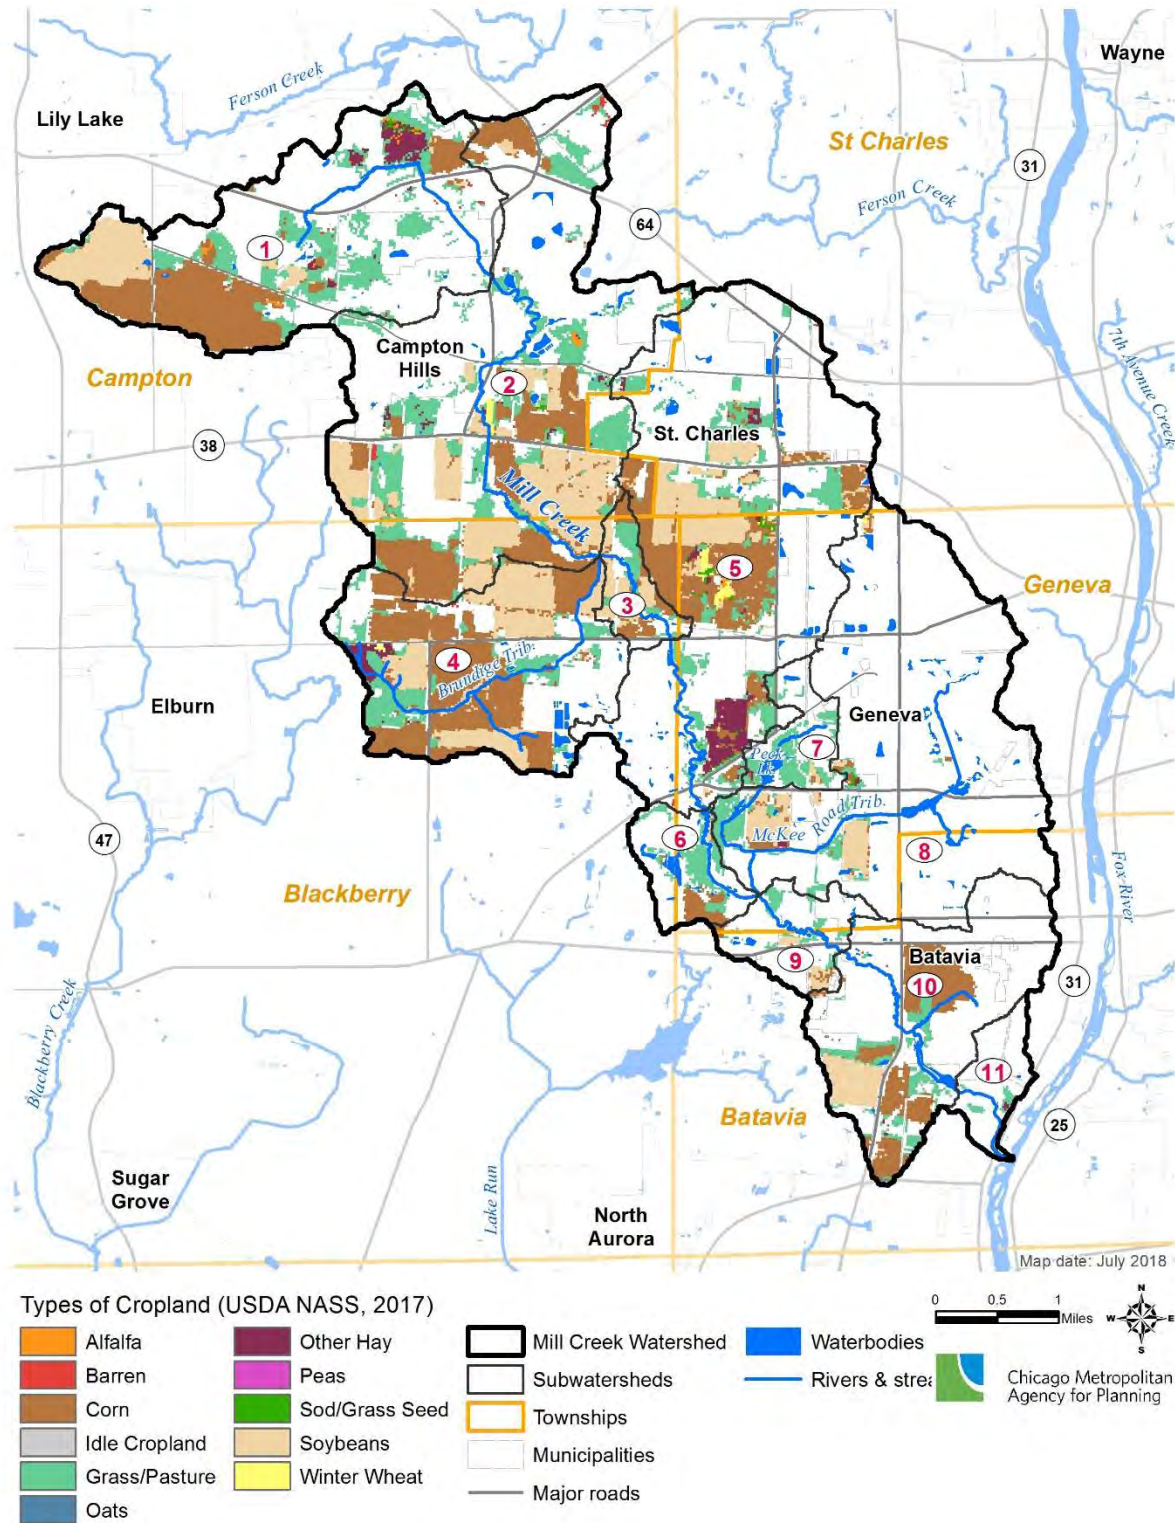 Wayne
Lily Lake
Ferson Creek
St Charles
31
Ferson Creek
64
1
7th Avenue Creek
Campton
Hills
Campton
2
38
St. Charles
Mill Creek
5
Geneva
3
4
Brundige Trib.
Elburn
Geneva
7
Peck
Lk.
47
McKee Road Trib.
6
8
Blackberry
Fox River
9
Batavia
10
31
Blackberry Creek
11
Batavia
25
Sugar
Grove
Lake Run
North
Aurora
Map date: July 2018
Types of Cropland (USDA NASS, 2017)
Alfalfa
Barren
Corn
Idle Cropland
Grass/Pasture
Oats
Other Hay
Peas
Sod/Grass Seed
Soybeans
Winter Wheat
Mill Creek Watershed
Subwatersheds
Townships
Municipalities
Major roads
Waterbodies
Rivers & strea
0 0.5 1
Miles
N
W E
S
Chicago Metropolitan
Agency for Planning